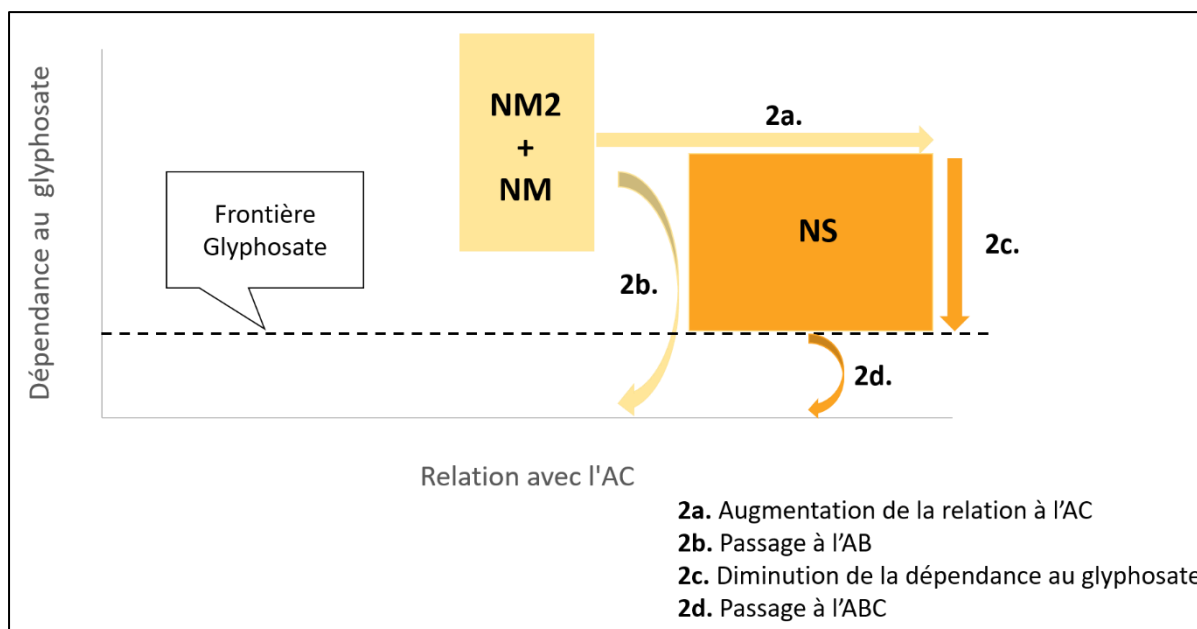 Dépendance au glyphosate
NM2
+
NM
2a.
Frontière
Glyphosate
NS
2b.
2c.
2d.
Relation avec l'AC
2a. Augmentation de la relation à l’AC
2b. Passage à l’AB
2c. Diminution de la dépendance au glyphosate
2d. Passage à l’ABC